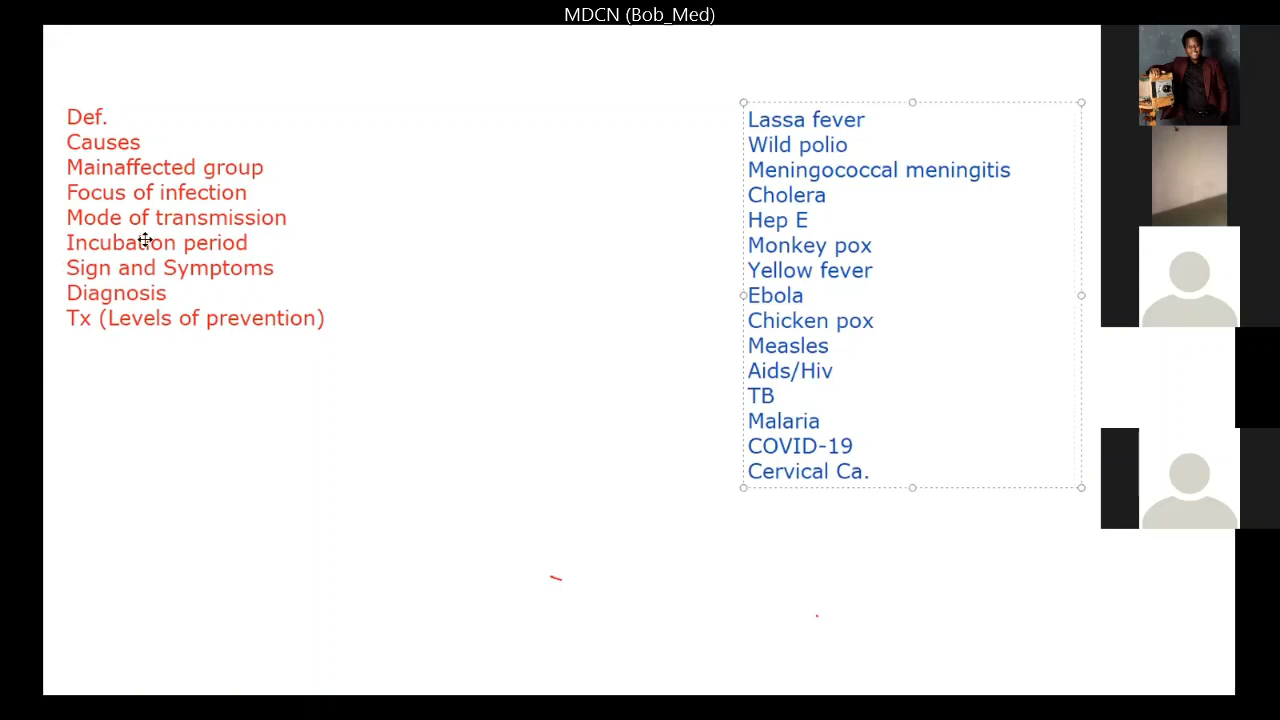 MDCN (Bob_Med)
Def.
Causes
Mainaffected group
Focus of infection
Mode of transmission
Incubation period
Sign and Symptoms
Diagnosis
Tx (Levels of prevention)
Lassa fever
Wild polio
Meningococcal meningitis
Cholera
Hep E
Monkey pox
Yellow fever
Ebola
Chicken pox
Measles
Aids/Hiv
TB
Malaria
COVID-19
Cervical Ca.